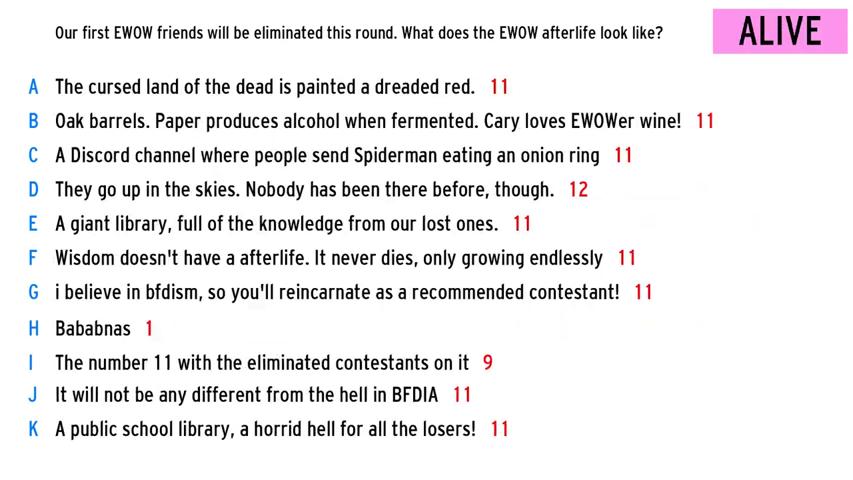 Our first EWOW friends will be eliminated this round. What does the EWOW afterlife look like?
ALIVE
A The cursed land of the dead is painted a dreaded red. 11
B Oak barrels. Paper produces alcohol when fermented. Cary loves EWOWer wine! 11
C A Discord channel where people send Spiderman eating an onion ring 11
D They go up in the skies. Nobody has been there before, though. 12
E A giant library, full of the knowledge from our lost ones. 11
F Wisdom doesn't have a afterlife. It never dies, only growing endlessly 11
G i believe in bfdism, so you'll reincarnate as a recommended contestant! 11
H Bababnas 1
I The number 11 with the eliminated contestants on it 9
J It will not be any different from the hell in BFDIA 11
K A public school library, a horrid hell for all the losers! 11